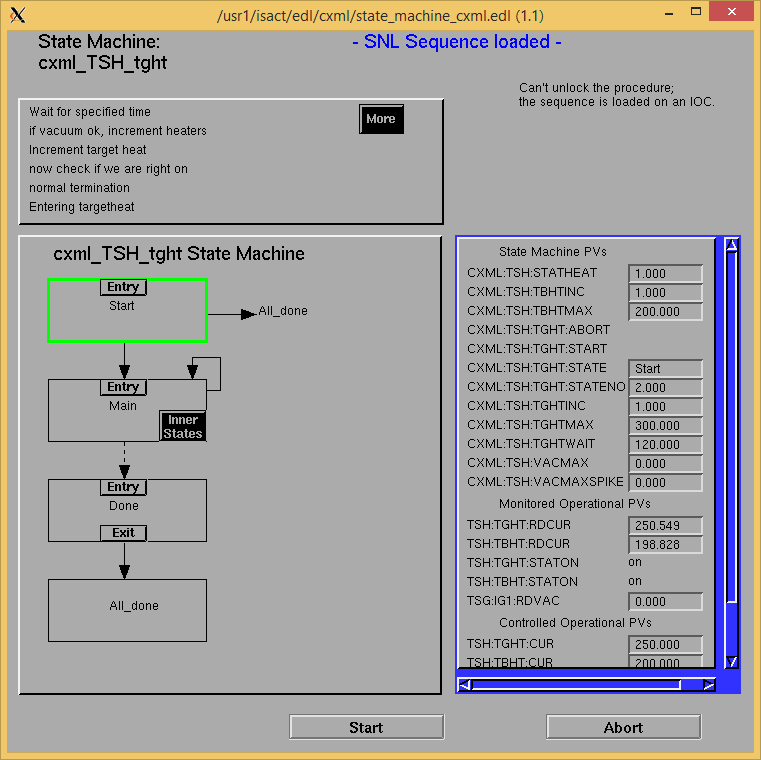 /usr1/isact/edl/cxml/state_machine_cxml.edl (1.1)
State Machine:
- SNL Sequence loaded -
cxml_TSH_tght
Can't unlock the procedure;
the sequence is loaded on an IOC.
Wait for specified time
if vacuum ok, increment heaters
Increment target heat
now check if we are right on
normal termination
Entering targetheat
More
cxml_TSH_tght State Machine
Entry
Start
All_done
Entry
Main
Inner
States
Entry
Done
Exit
All_done
State Machine PVs
CXML:TSH:STATHEAT 1.000
CXML:TSH:TBHTINC 1.000
CXML:TSH:TBHTMAX 200.000
CXML:TSH:TGHT:ABORT
CXML:TSH:TGHT:START
CXML:TSH:TGHT:STATE Start
CXML:TSH:TGHT:STATENO 2.000
CXML:TSH:TGHTINC 1.000
CXML:TSH:TGHTMAX 300.000
CXML:TSH:TGHTWAIT 120.000
CXML:TSH:VACMAX 0.000
CXML:TSH:VACMAXSPIKE 0.000
Monitored Operational PVs
TSH:TGHT:RDCUR 250.549
TSH:TBHT:RDCUR 198.828
TSH:TGHT:STATON on
TSH:TBHT:STATON on
TSG:IG1:RDVAC 0.000
Controlled Operational PVs
TSH:TGHT:CUR 250.000
TSH:TBHT:CUR 200.000
Start
Abort